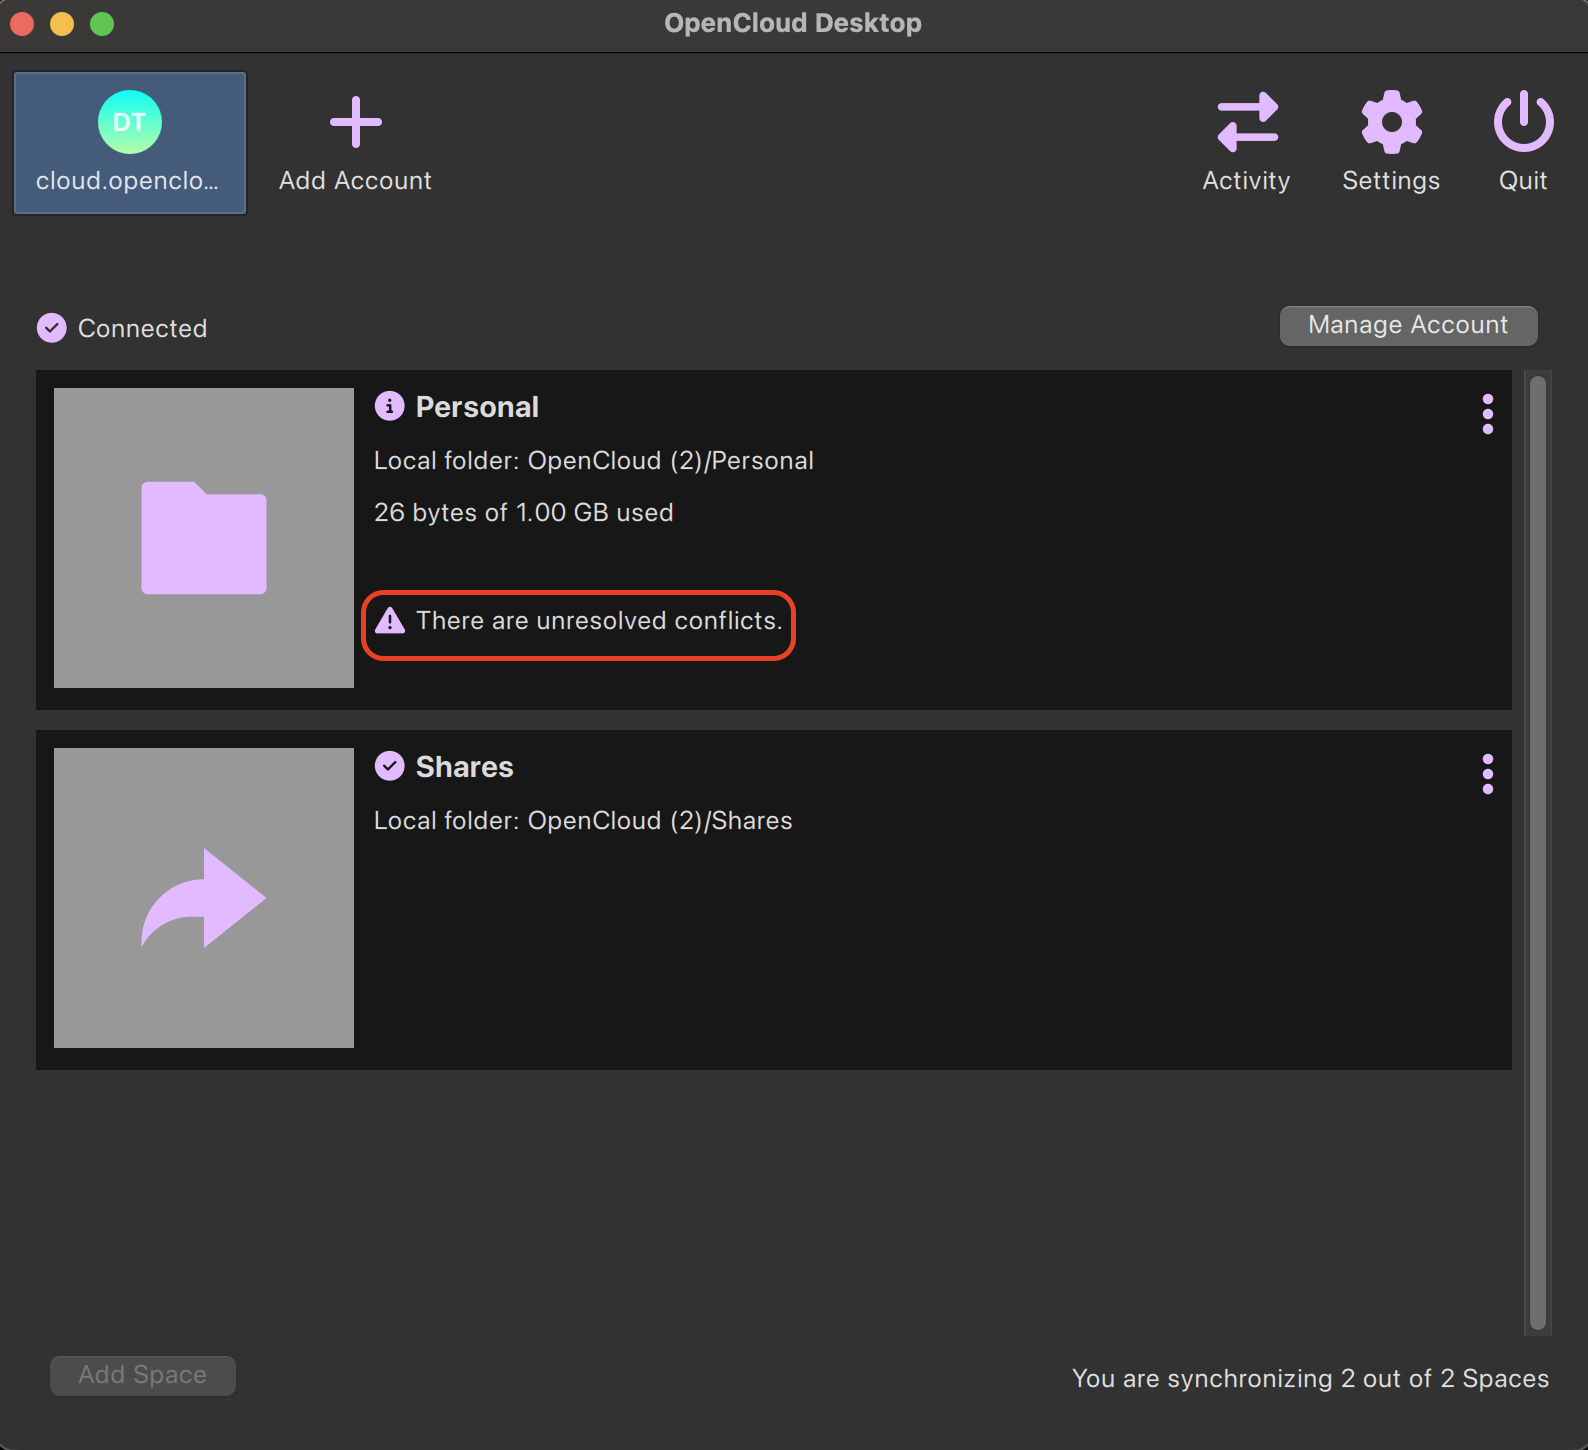 OpenCloud Desktop
DT
cloud.openclo...
Add Account
Activity
Settings
Quit
Connected
Manage Account
Personal
Local folder: OpenCloud (2)/Personal
26 bytes of 1.00 GB used
There are unresolved conflicts.
Shares
Local folder: OpenCloud (2)/Shares
Add Space
You are synchronizing 2 out of 2 Spaces